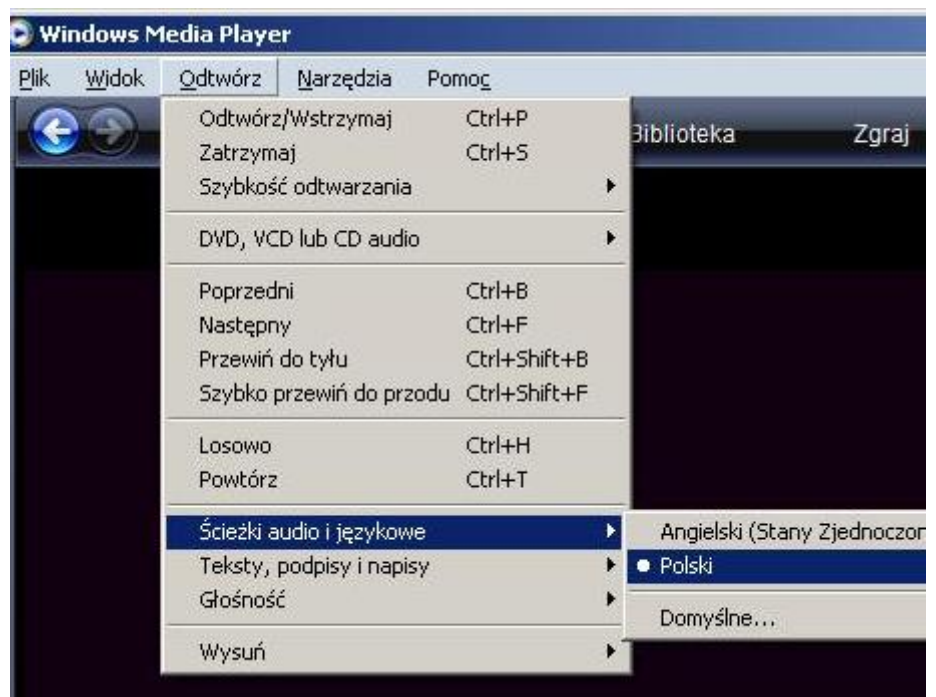 Windows Media Player
Plik Widok Odtwórz Narzędzia Pomoc
Biblioteka Zgraj
Odtwórz/Wstrzymaj Ctrl+P
Zatrzymaj Ctrl+S
Szybkość odtwarzania
DVD, VCD lub CD audio
Poprzedni Ctrl+B
Następny Ctrl+F
Przewiń do tyłu Ctrl+Shift+B
Szybko przewiń do przodu Ctrl+Shift+F
Losowo Ctrl+H
Powtórz Ctrl+T
Ścieżki audio i językowe
Teksty, podpisy i napisy
Głośność
Wysuń
Angielski (Stany Zjednoczon
Polski
Domyślne...